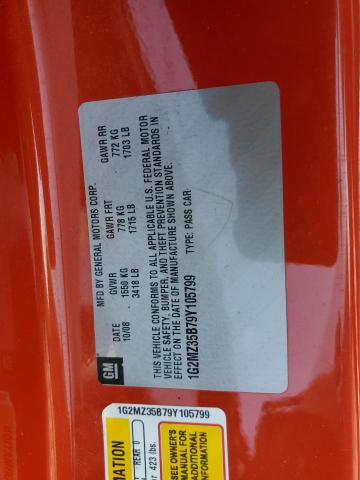 MFD BY GENERAL MOTORS CORP.
DATE GVWR GAWR FRT GAWR RR
10/08 1550 KG 778 KG 772 KG
3418 LB 1715 LB 1703 LB
THIS VEHICLE CONFORMS TO ALL APPLICABLE U.S. FEDERAL MOTOR
VEHICLE SAFETY, BUMPER, AND THEFT PREVENTION STANDARDS IN
EFFECT ON THE DATE OF MANUFACTURE SHOWN ABOVE.
TYPE: PASS CAR
1G2MZ35B79Y105799
GM
1G2MZ35B79Y105799
MATION
REAR 0
r 423 lbs.
SEE OWNER'S
MANUAL FOR
ADDITIONAL
INFORMATION